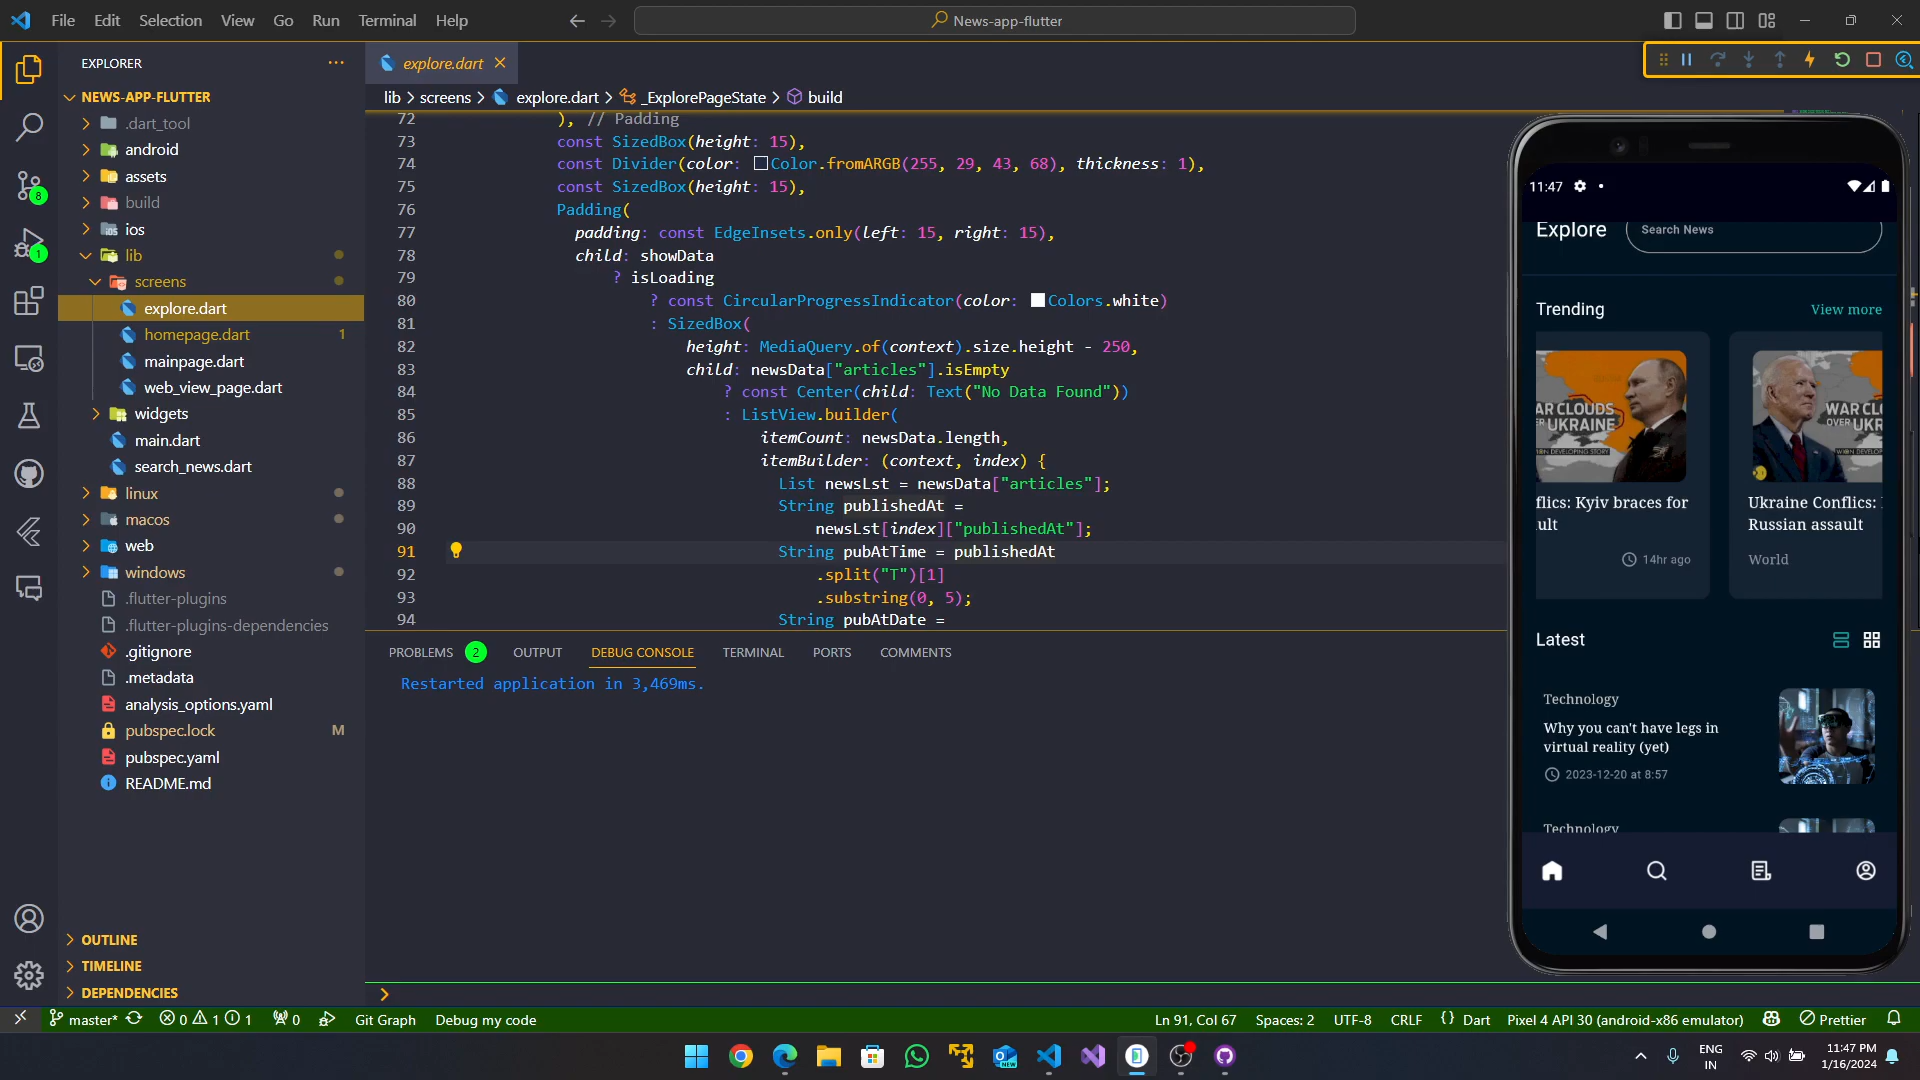 File Edit Selection View Go Run Terminal Help
News-app-flutter
EXPLORER
NEWS-APP-FLUTTER
.dart_tool
android
assets
build
ios
lib
screens
explore.dart
homepage.dart 1
mainpage.dart
web_view_page.dart
widgets
main.dart
search_news.dart
linux
macos
web
windows
.flutter-plugins
.flutter-plugins-dependencies
.gitignore
.metadata
analysis_options.yaml
pubspec.lock M
pubspec.yaml
README.md
OUTLINE
TIMELINE
DEPENDENCIES
8
1
explore.dart
lib > screens > explore.dart > _ExplorePageState > build
72 ), // Padding
73 const SizedBox(height: 15),
74 const Divider(color: Color.fromARGB(255, 29, 43, 68), thickness: 1),
75 const SizedBox(height: 15),
76 Padding(
77 padding: const EdgeInsets.only(left: 15, right: 15),
78 child: showData
79 ? isLoading
80 ? const CircularProgressIndicator(color: Colors.white)
81 : SizedBox(
82 height: MediaQuery.of(context).size.height - 250,
83 child: newsData["articles"].isEmpty
84 ? const Center(child: Text("No Data Found"))
85 : ListView.builder(
86 itemCount: newsData.length,
87 itemBuilder: (context, index) {
88 List newsLst = newsData["articles"];
89 String publishedAt =
90 newsLst[index]["publishedAt"];
91 String pubAtTime = publishedAt
92 .split("T")[1]
93 .substring(0, 5);
94 String pubAtDate =
PROBLEMS 2 OUTPUT DEBUG CONSOLE TERMINAL PORTS COMMENTS
Restarted application in 3,469ms.
11:47
Explore Search News
Trending View more
AR CLOUDS WAR CL
UKRAINE OVER UKR
flics: Kyiv braces for
ult
14hr ago
Ukraine Conflics:
Russian assault
World
Latest
Technology
Why you can't have legs in
virtual reality (yet)
2023-12-20 at 8:57
Technology
master* 0 1 1 0 Git Graph Debug my code
Ln 91, Col 67 Spaces: 2 UTF-8 CRLF {} Dart Pixel 4 API 30 (android-x86 emulator) Prettier
ENG
IN
11:47 PM
1/16/2024